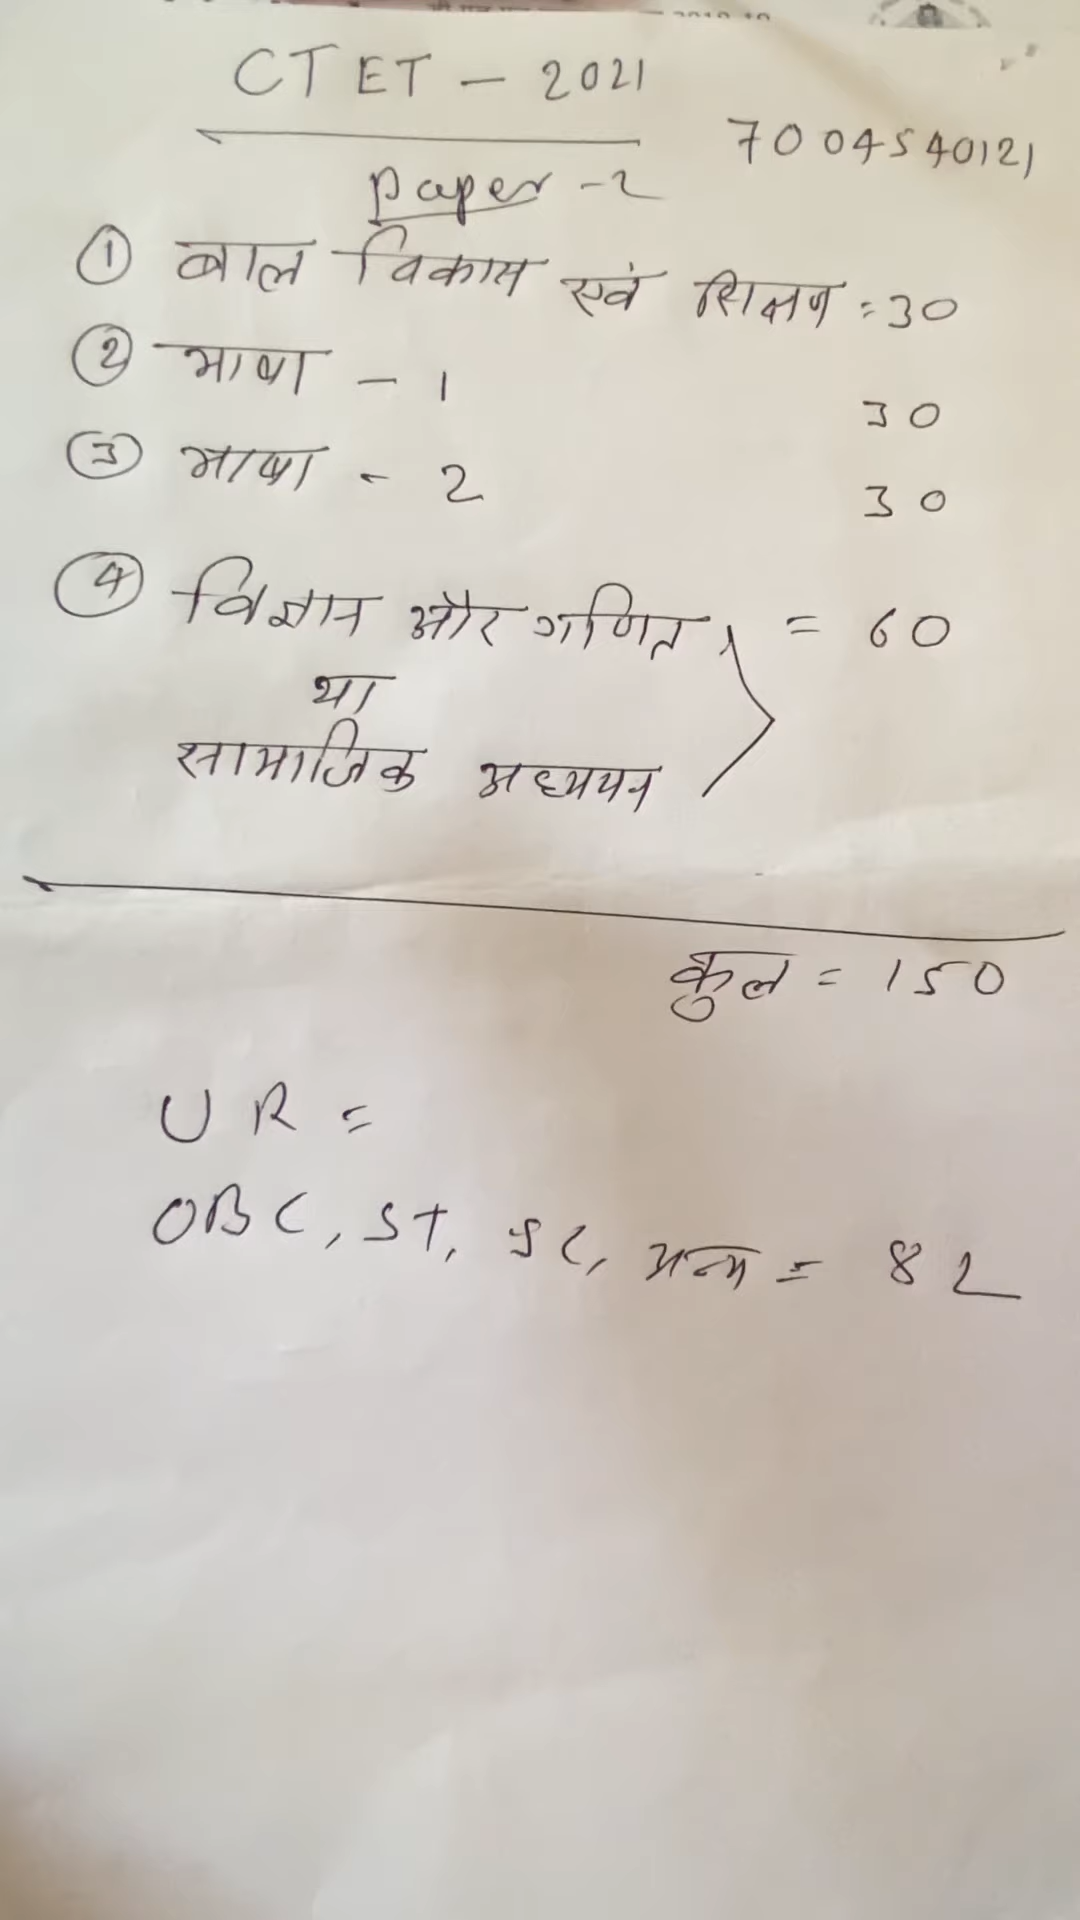 CTET - 2021
7004540121
Paper - 2
① बाल विकास एवं शिक्षण = 30
② भाषा - 1 30
③ भाषा - 2 30
④ विज्ञान और गणित = 60
या
सामाजिक अध्ययन
कुल = 150
UR =
OBC, ST, SC, अन्य = 82